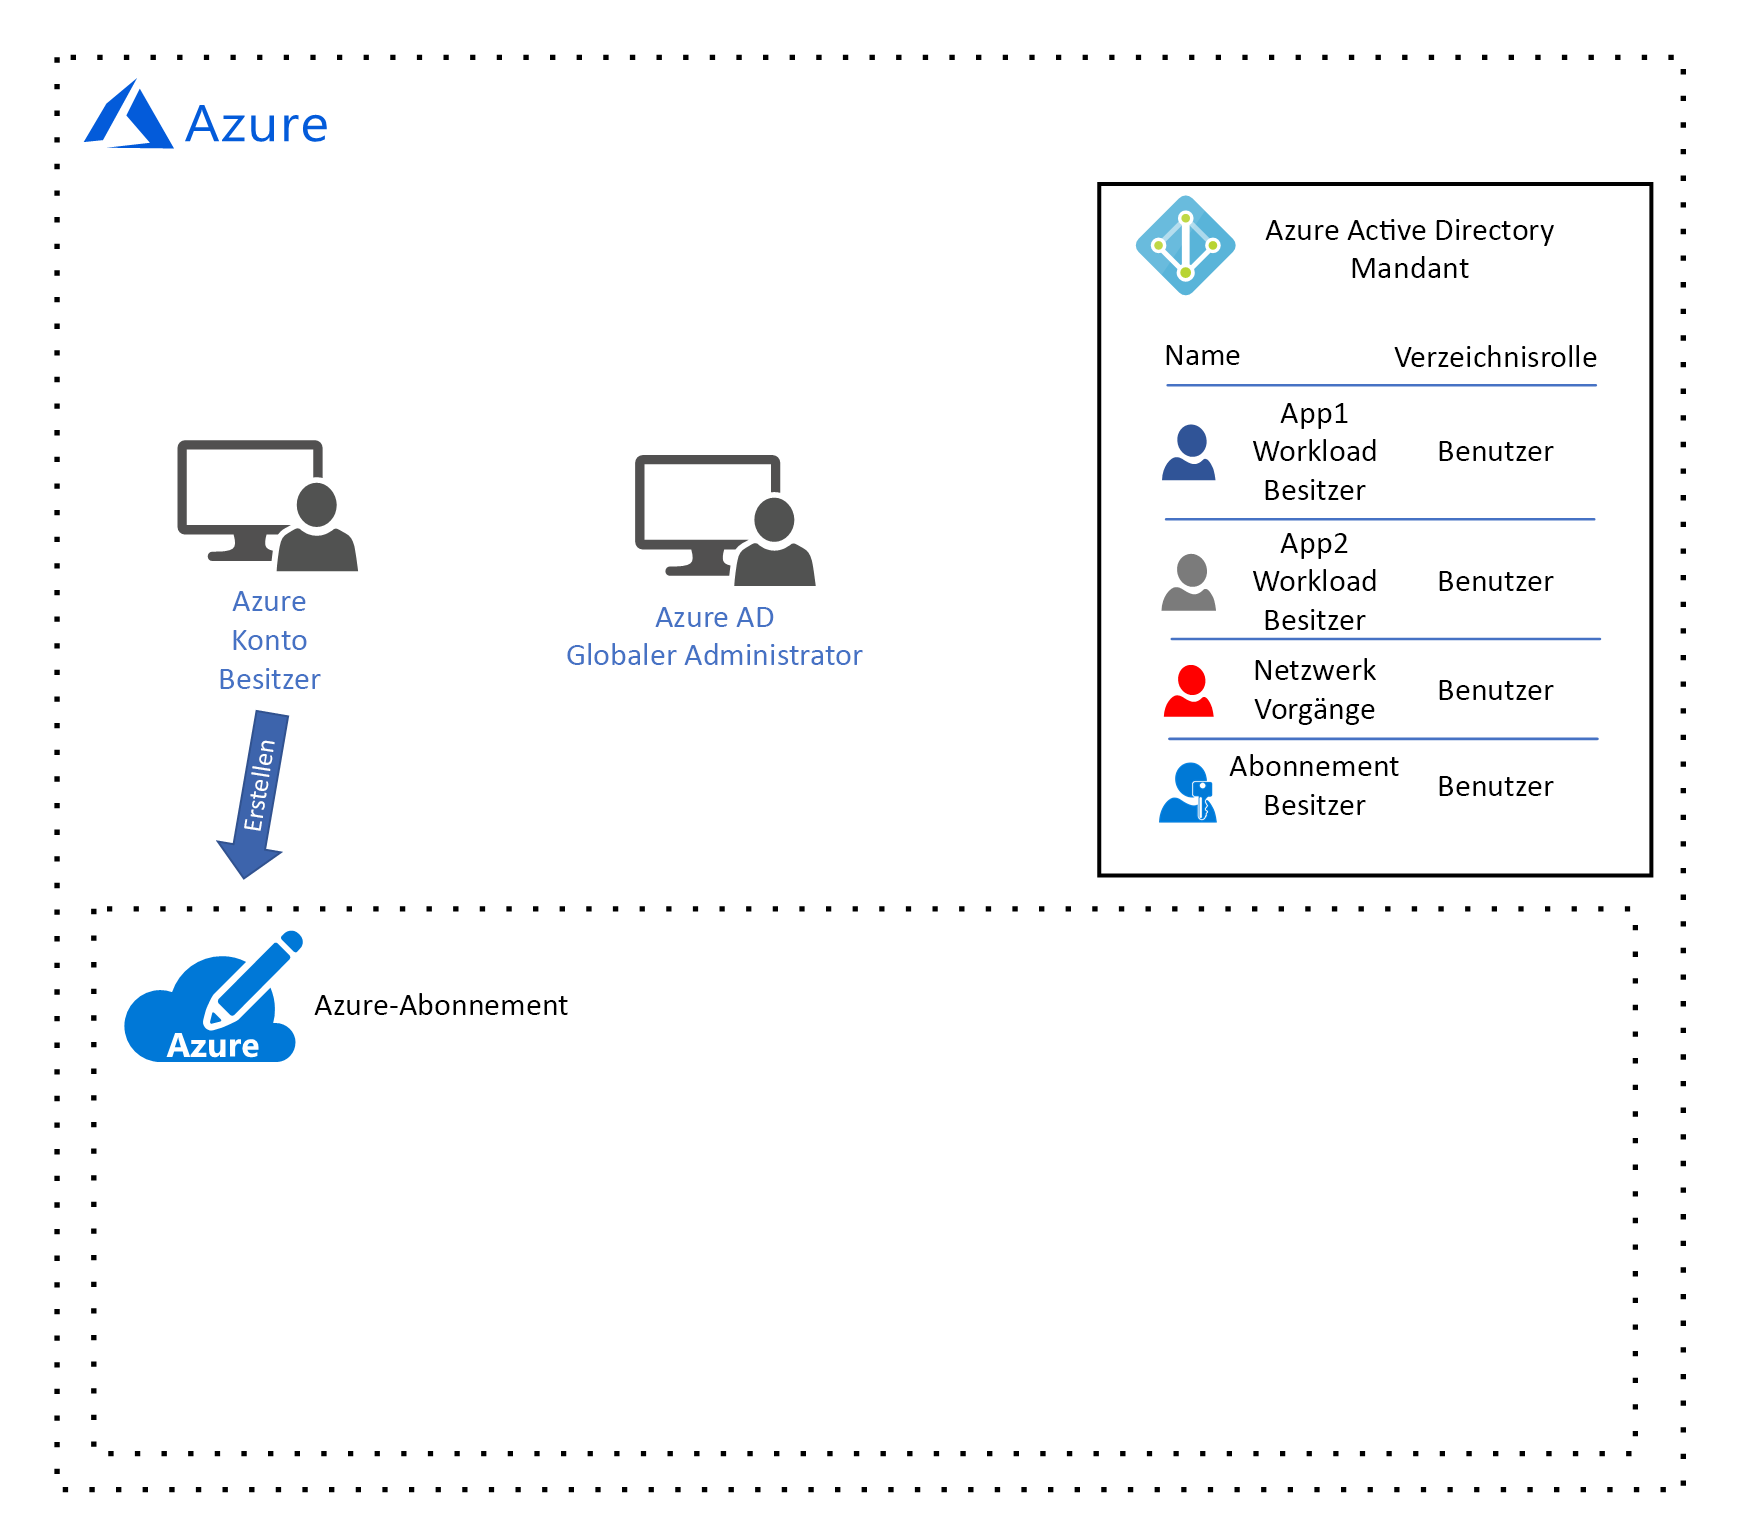 Azure
Azure Active Directory
Mandant
Name Verzeichnisrolle
App1
Workload
Besitzer
Benutzer
App2
Workload
Besitzer
Benutzer
Netzwerk
Vorgänge
Benutzer
Abonnement
Besitzer
Benutzer
Azure
Konto
Besitzer
Azure AD
Globaler Administrator
Erstellen
Azure
Azure-Abonnement